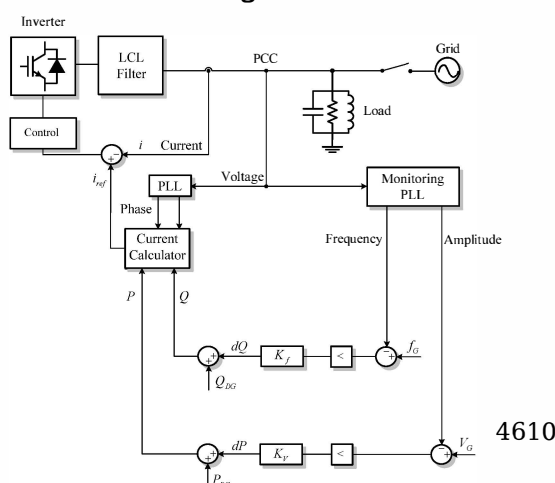 Inverter
LCL
Filter
PCC
Grid
Load
Control
i Current
+ −
i_ref
PLL
Voltage
Monitoring
PLL
Phase
Frequency
Amplitude
Current
Calculator
P
Q
dQ
K_f
<
−
+
f_G
+
+
Q_DG
dP
K_V
<
−
+
V_G
4610
+
+